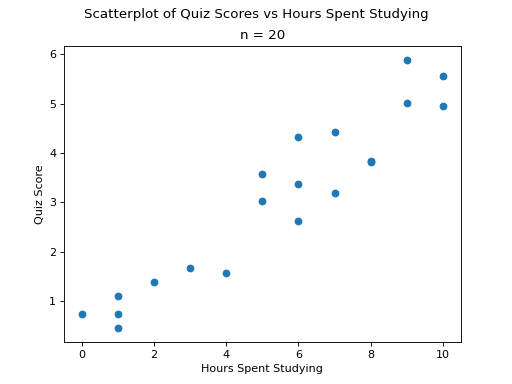 Scatterplot of Quiz Scores vs Hours Spent Studying
n = 20
6
5
4
3
2
1
Quiz Score
0 2 4 6 8 10
Hours Spent Studying